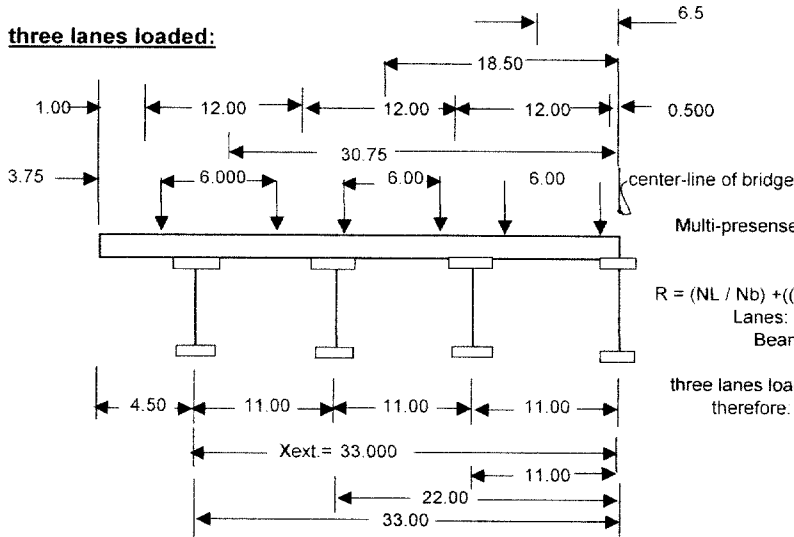 6.5
three lanes loaded:
18.50
1.00 12.00 12.00 12.00 0.500
30.75
3.75 6.000 6.00 6.00 center-line of bridge
Multi-presense
R = (NL / Nb) +((
Lanes:
Beam
4.50 11.00 11.00 11.00 three lanes loa
therefore:
Xext.= 33.000
11.00
22.00
33.00